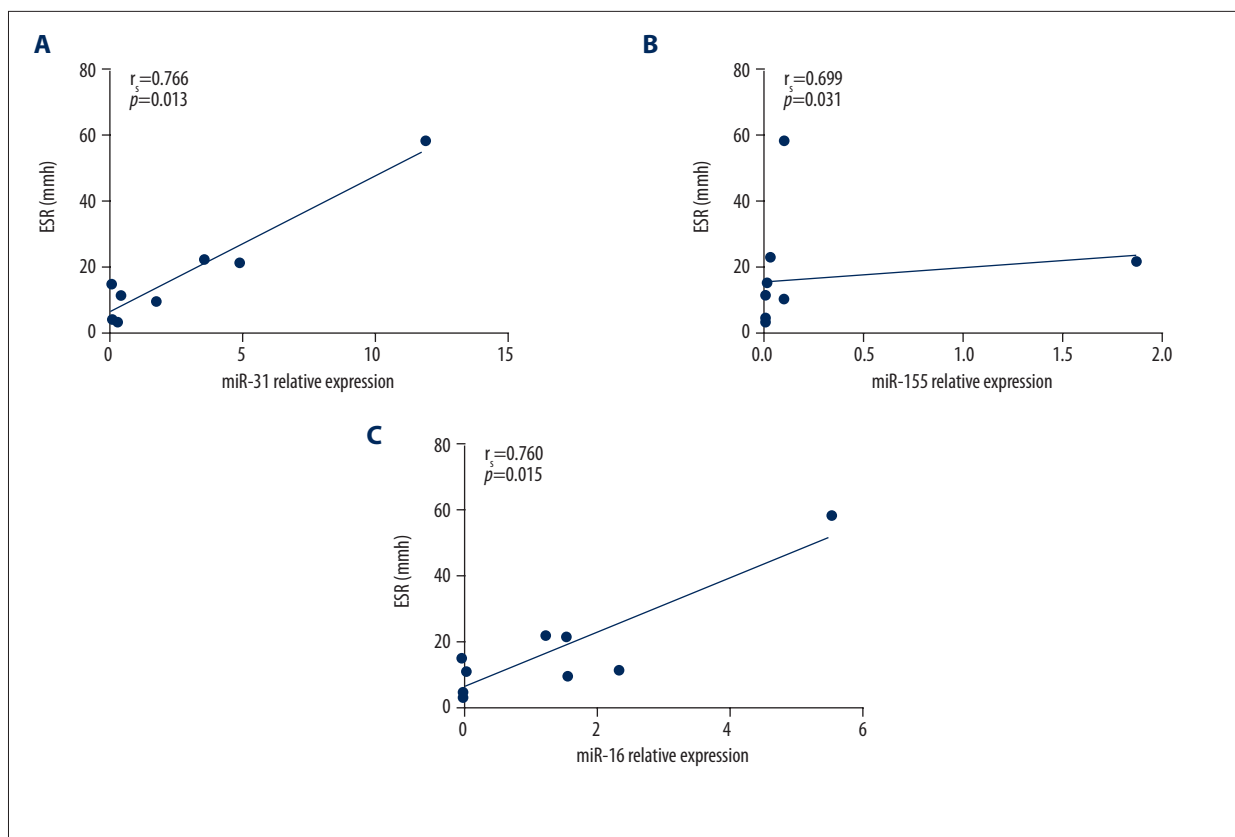 A
80
60
40
20
0
ESR (mmh)
rs=0.766
p=0.013
0 5 10 15
miR-31 relative expression
B
80
60
40
20
0
ESR (mmh)
rs=0.699
p=0.031
0.0 0.5 1.0 1.5 2.0
miR-155 relative expression
C
80
60
40
20
0
ESR (mmh)
rs=0.760
p=0.015
0 2 4 6
miR-16 relative expression